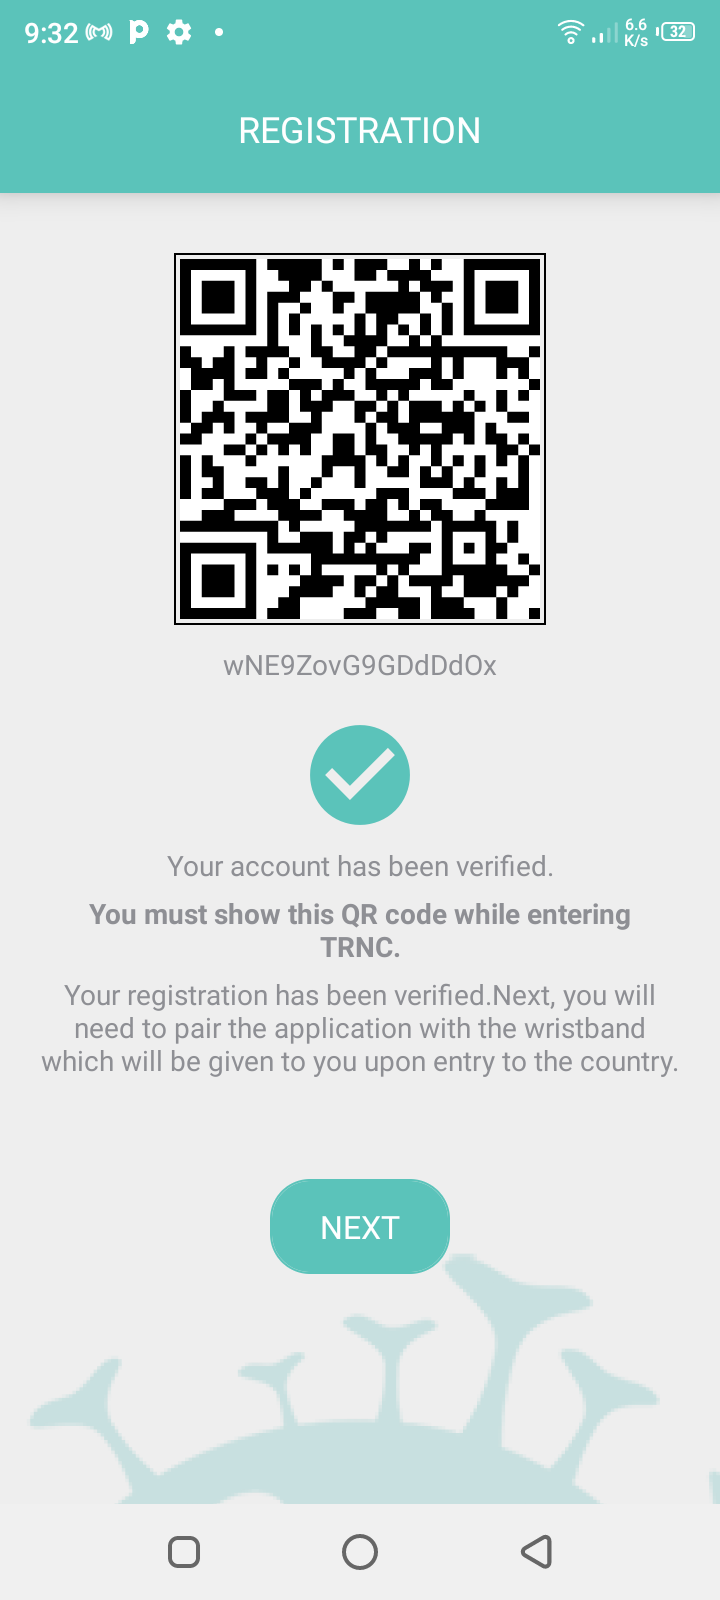 9:32
6.6
K/s
32
REGISTRATION
wNE9ZovG9GDdDdOx
Your account has been verified.
You must show this QR code while entering
TRNC.
Your registration has been verified.Next, you will
need to pair the application with the wristband
which will be given to you upon entry to the country.
NEXT